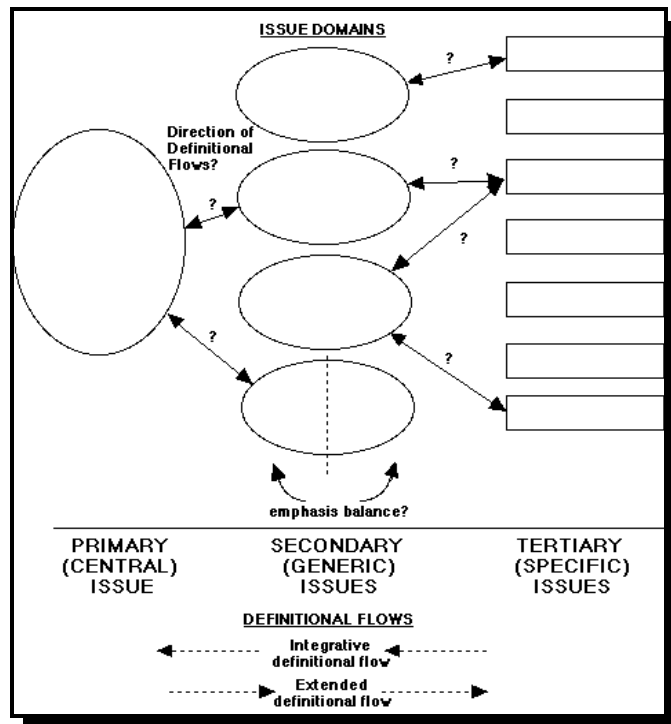 ISSUE DOMAINS
?
Direction of
Definitional
Flows?
?
?
?
?
?
emphasis balance?
PRIMARY
(CENTRAL)
ISSUE
SECONDARY
(GENERIC)
ISSUES
TERTIARY
(SPECIFIC)
ISSUES
DEFINITIONAL FLOWS
Integrative
definitional flow
Extended
definitional flow